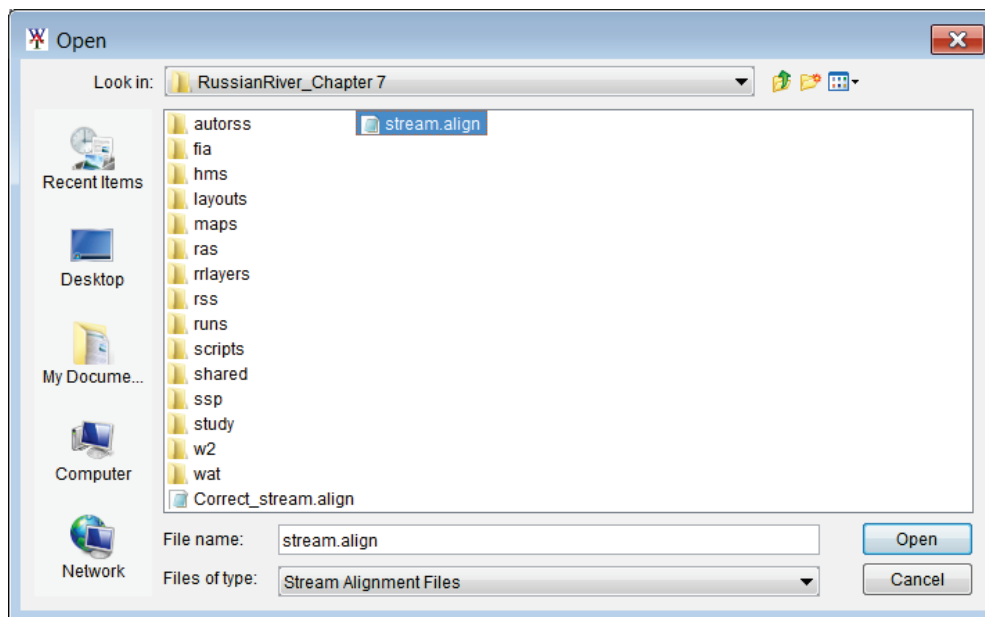 Open
Look in: RussianRiver_Chapter 7
Recent Items
Desktop
My Docume...
Computer
Network
autorss
fia
hms
layouts
maps
ras
rrlayers
rss
runs
scripts
shared
ssp
study
w2
wat
Correct_stream.align
stream.align
File name: stream.align Open
Files of type: Stream Alignment Files Cancel